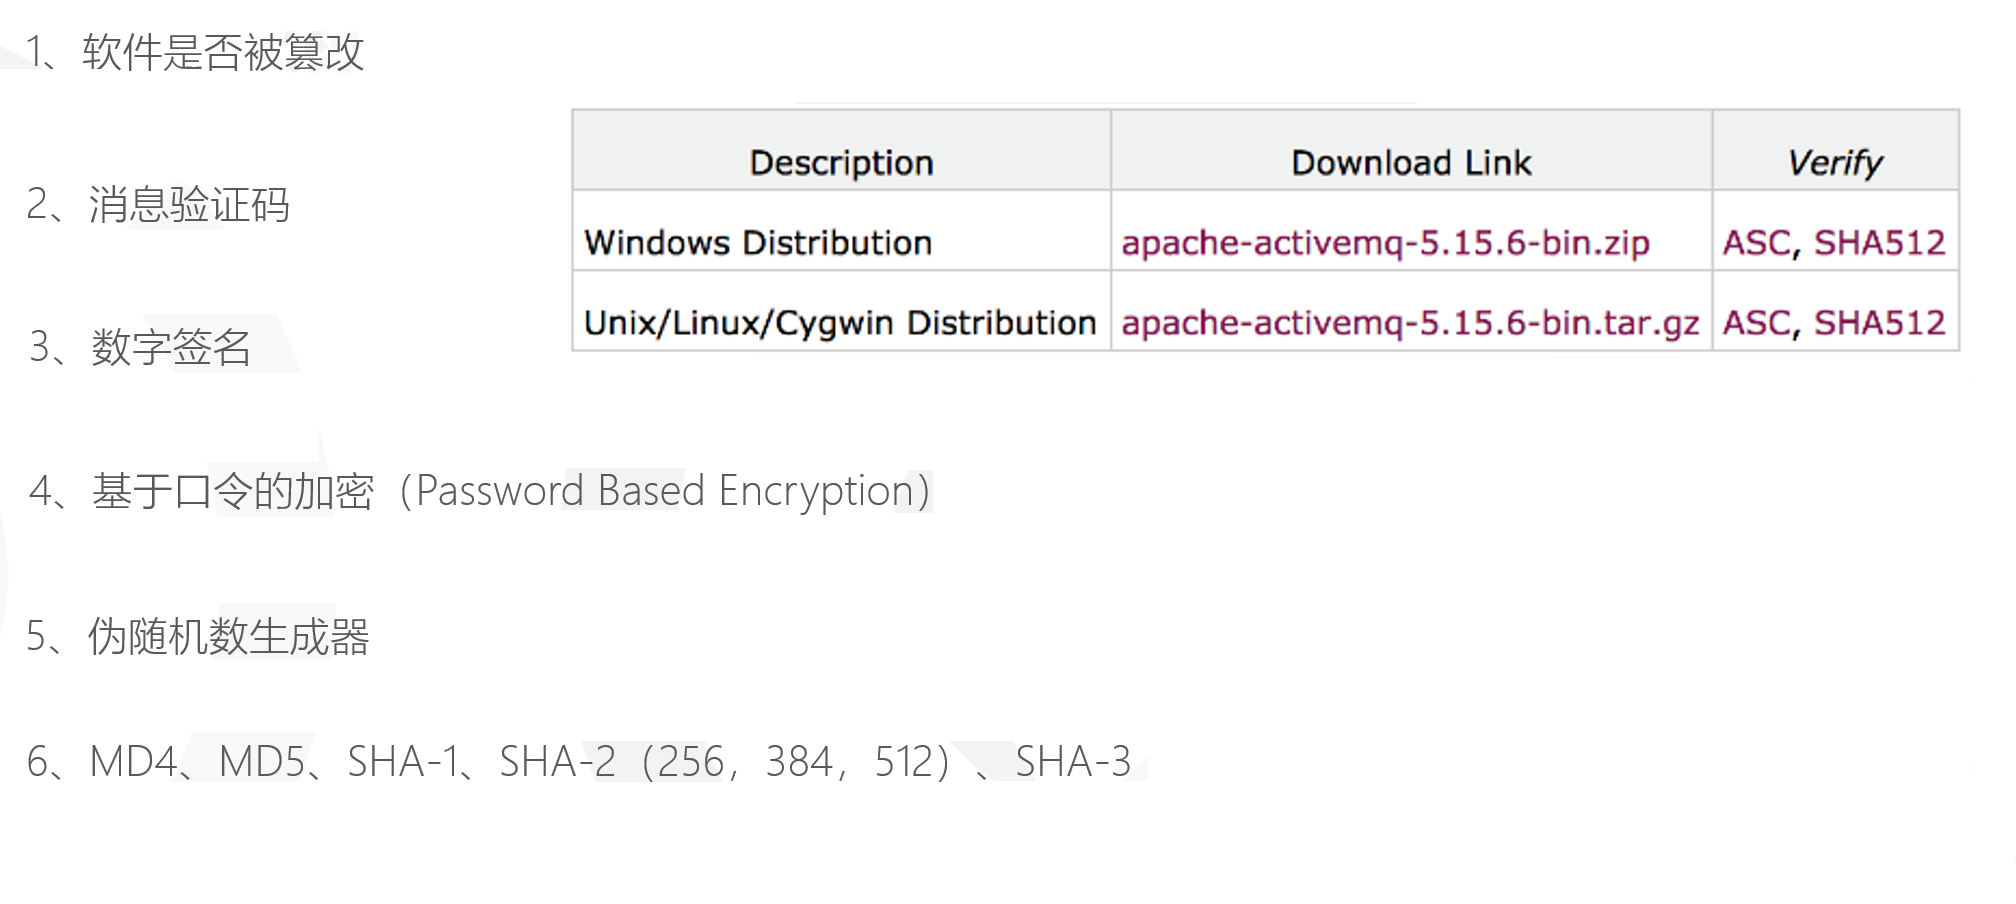 1、软件是否被篡改
Description Download Link Verify
2、消息验证码
Windows Distribution apache-activemq-5.15.6-bin.zip ASC, SHA512
Unix/Linux/Cygwin Distribution apache-activemq-5.15.6-bin.tar.gz ASC, SHA512
3、数字签名
4、基于口令的加密（Password Based Encryption）
5、伪随机数生成器
6、MD4、MD5、SHA-1、SHA-2（256，384，512）、SHA-3